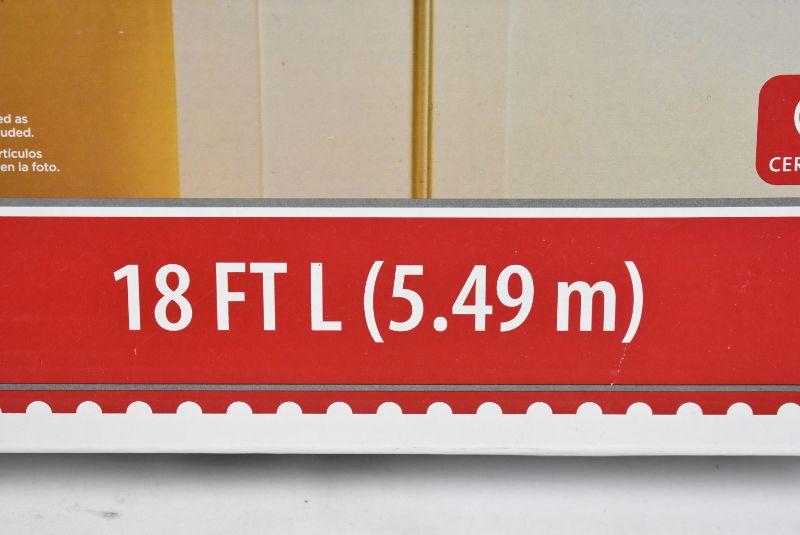 ed as
uded.
rtículos
en la foto.
CER
18 FT L (5.49 m)